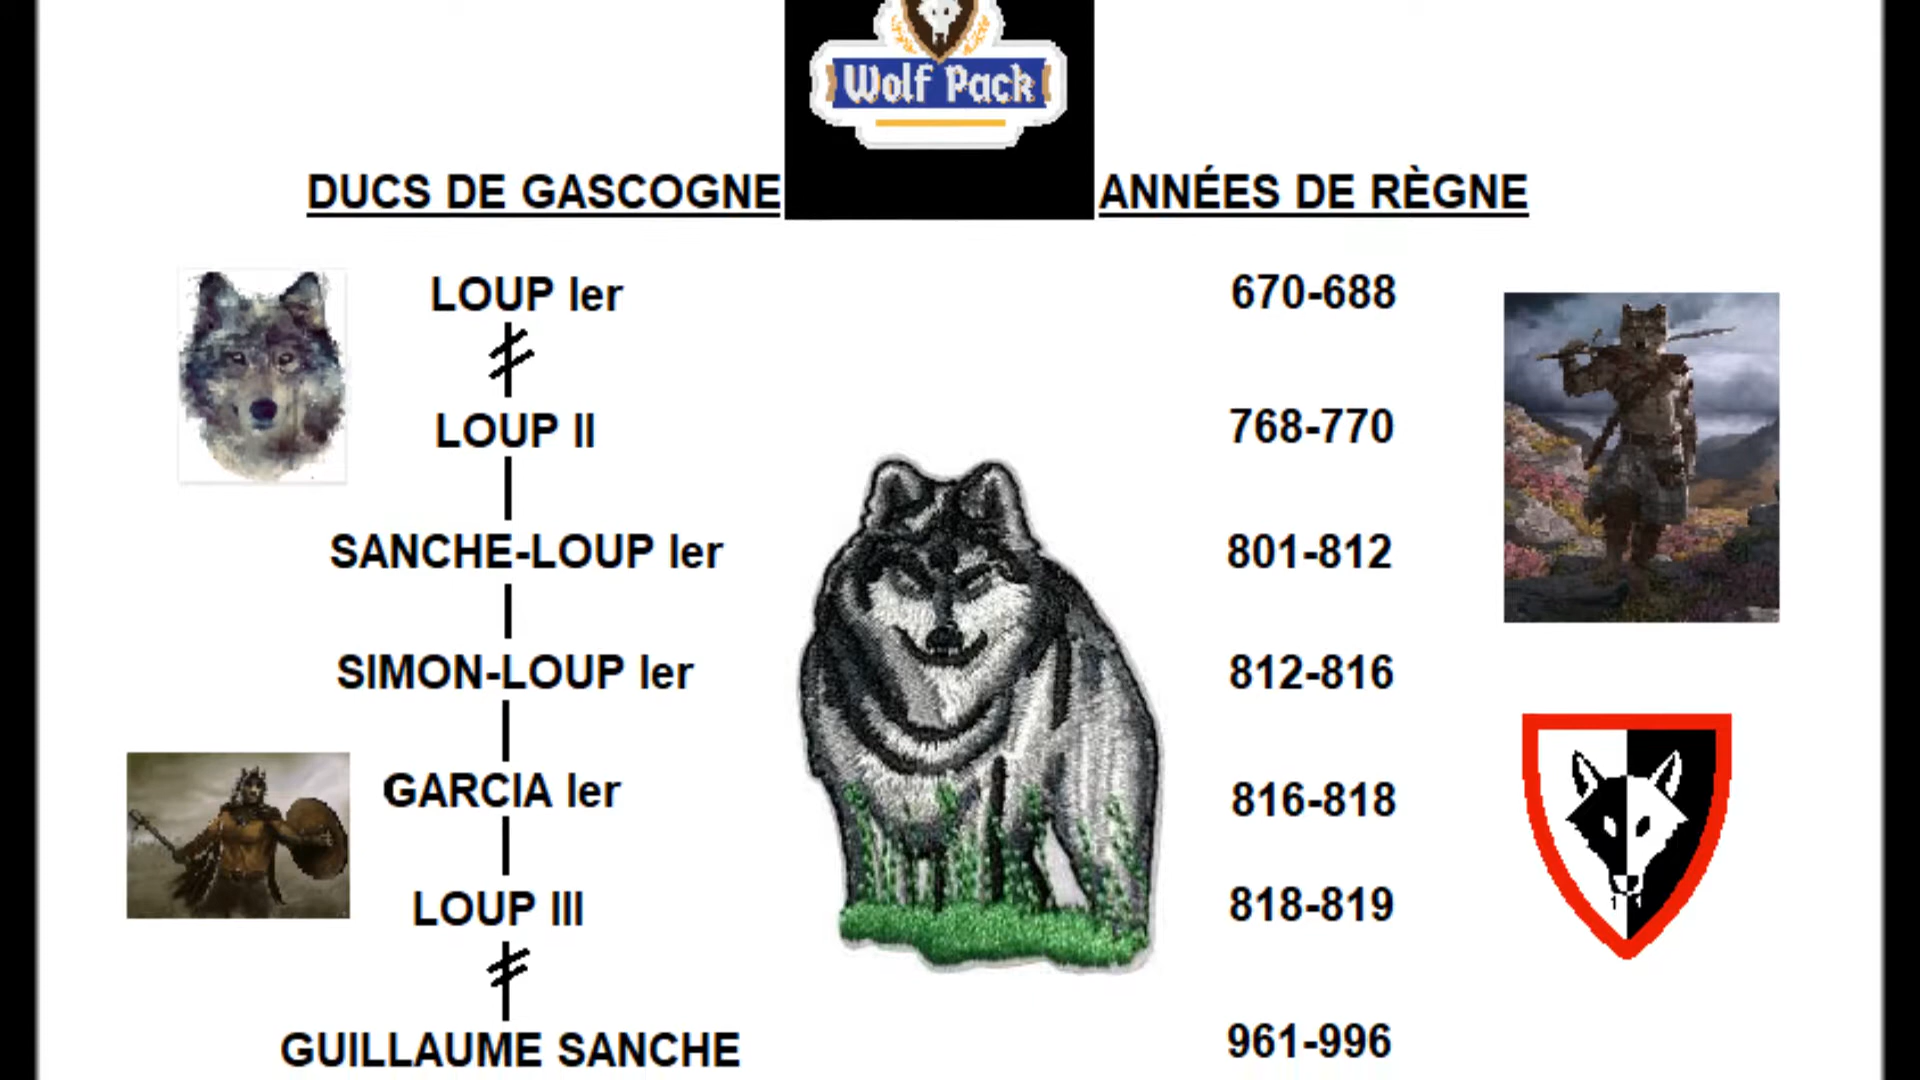 Wolf Pack
DUCS DE GASCOGNE ANNÉES DE RÈGNE
LOUP Ier 670-688
LOUP II 768-770
SANCHE-LOUP Ier 801-812
SIMON-LOUP Ier 812-816
GARCIA Ier 816-818
LOUP III 818-819
GUILLAUME SANCHE 961-996